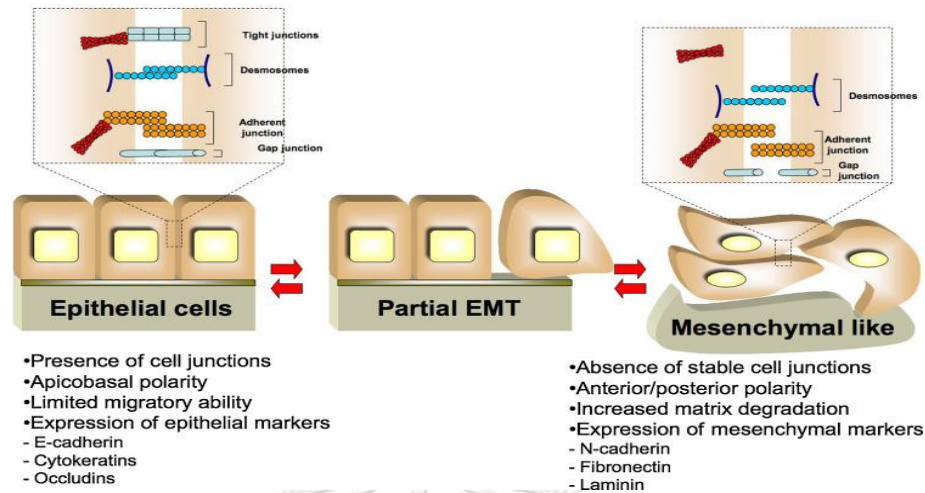 Tight junctions
Desmosomes
Adherent
junction
Gap junction
Desmosomes
Adherent
junction
Gap
junction
Epithelial cells
Partial EMT
Mesenchymal like
•Presence of cell junctions
•Apicobasal polarity
•Limited migratory ability
•Expression of epithelial markers
- E-cadherin
- Cytokeratins
- Occludins
•Absence of stable cell junctions
•Anterior/posterior polarity
•Increased matrix degradation
•Expression of mesenchymal markers
- N-cadherin
- Fibronectin
- Laminin